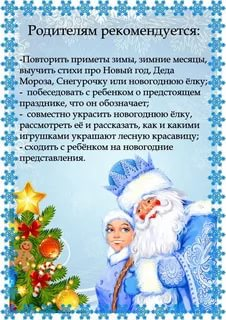 Родителям рекомендуется:
-Повторить приметы зимы, зимние месяцы,
выучить стихи про Новый год, Деда
Мороза, Снегурочку или новогоднюю ёлку;
- побеседовать с ребенком о предстоящем
празднике, что он обозначает;
- совместно украсить новогоднюю ёлку,
рассмотреть её и рассказать, как и какими
игрушками украшают лесную красавицу;
- сходить с ребёнком на новогодние
представления.